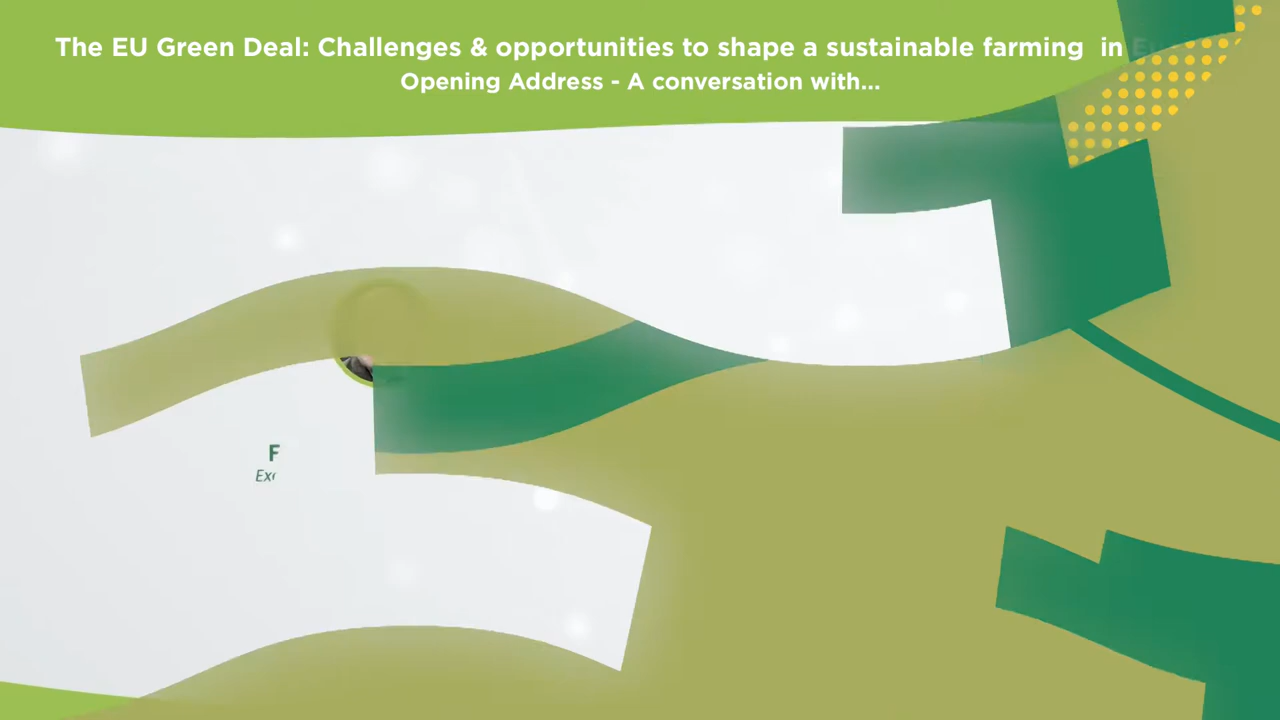 The EU Green Deal: Challenges & opportunities to shape a sustainable farming in
Opening Address - A conversation with...